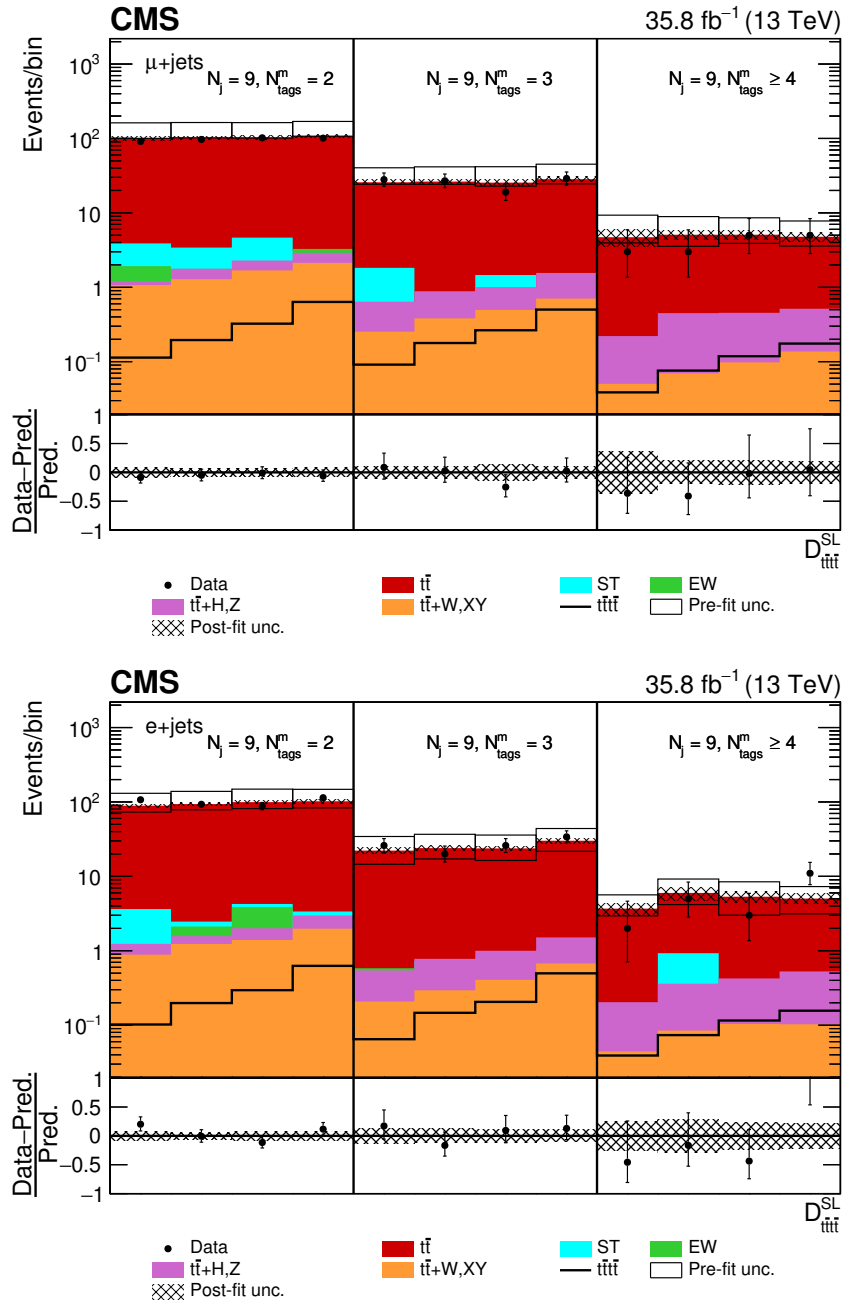 CMS 35.8 fb⁻¹ (13 TeV)
Events/bin
μ+jets
N_j = 9, N^m_tags = 2
N_j = 9, N^m_tags = 3
N_j = 9, N^m_tags ≥ 4
10³
10²
10
1
10⁻¹
Data−Pred.
Pred.
1
0.5
0
−0.5
−1
D^SL_tt̄tt̄
Data tt̄ ST EW
tt̄+H,Z tt̄+W,XY tt̄tt̄ Pre-fit unc.
Post-fit unc.
CMS 35.8 fb⁻¹ (13 TeV)
Events/bin
e+jets
N_j = 9, N^m_tags = 2
N_j = 9, N^m_tags = 3
N_j = 9, N^m_tags ≥ 4
10³
10²
10
1
10⁻¹
Data−Pred.
Pred.
1
0.5
0
−0.5
−1
D^SL_tt̄tt̄
Data tt̄ ST EW
tt̄+H,Z tt̄+W,XY tt̄tt̄ Pre-fit unc.
Post-fit unc.